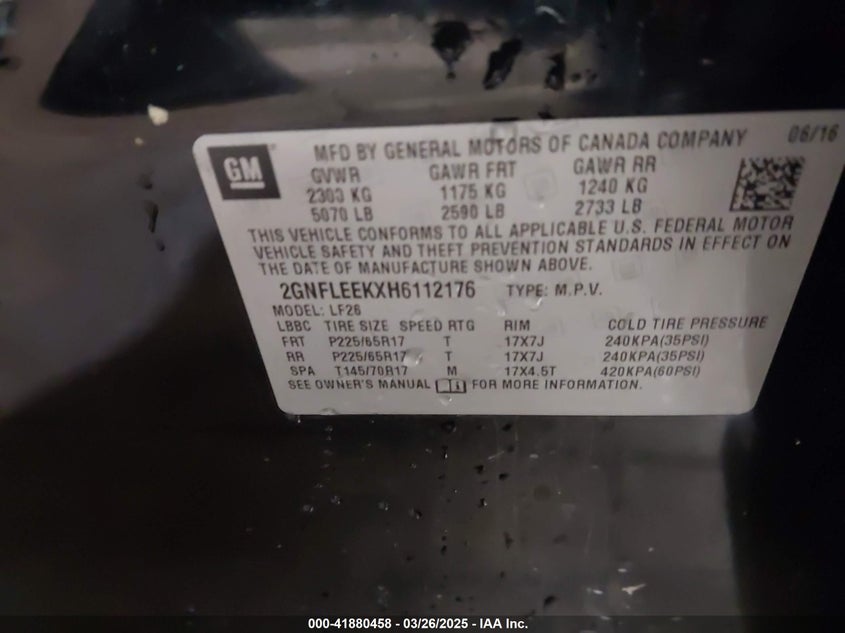 GM
MFD BY GENERAL MOTORS OF CANADA COMPANY 06/16
GVWR GAWR FRT GAWR RR
2303 KG 1175 KG 1240 KG
5070 LB 2590 LB 2733 LB
THIS VEHICLE CONFORMS TO ALL APPLICABLE U.S. FEDERAL MOTOR
VEHICLE SAFETY AND THEFT PREVENTION STANDARDS IN EFFECT ON
THE DATE OF MANUFACTURE SHOWN ABOVE.
2GNFLEEKXH6112176 TYPE: M.P.V.
MODEL: LF26
LBBC TIRE SIZE SPEED RTG RIM COLD TIRE PRESSURE
FRT P225/65R17 T 17X7J 240KPA(35PSI)
RR P225/65R17 T 17X7J 240KPA(35PSI)
SPA T145/70R17 M 17X4.5T 420KPA(60PSI)
SEE OWNER'S MANUAL FOR MORE INFORMATION.
000-41880458 - 03/26/2025 - IAA Inc.